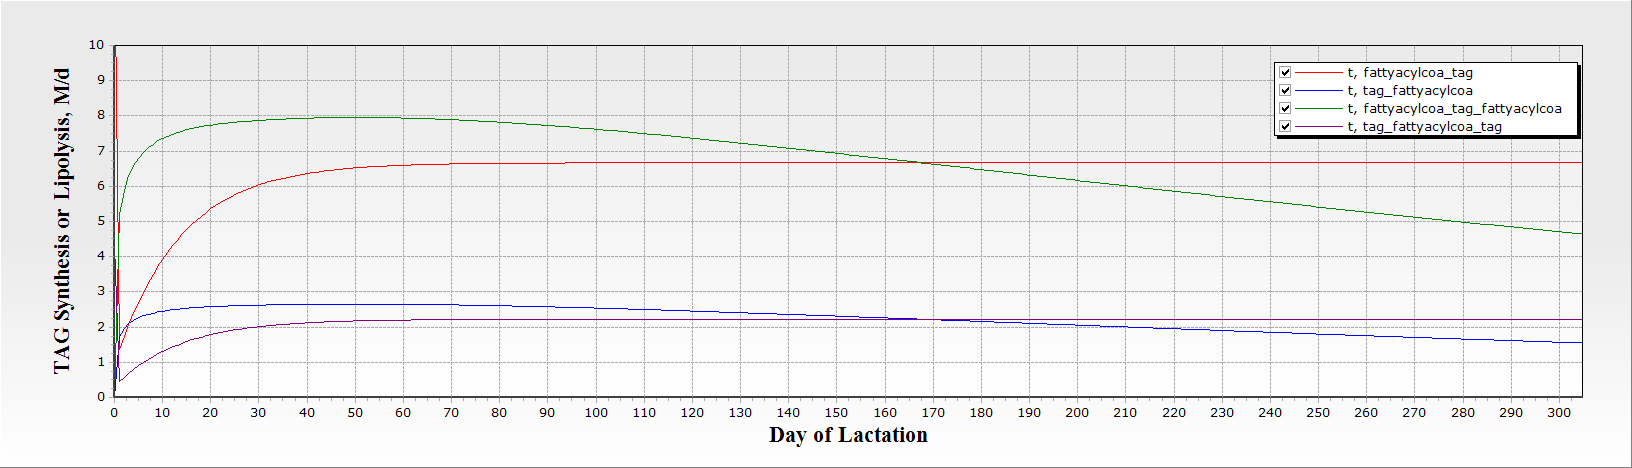 TAG Synthesis or Lipolysis, M/d
10
9
8
7
6
5
4
3
2
1
0
t, fattyacylcoa_tag
t, tag_fattyacylcoa
t, fattyacylcoa_tag_fattyacylcoa
t, tag_fattyacylcoa_tag
0 10 20 30 40 50 60 70 80 90 100 110 120 130 140 150 160 170 180 190 200 210 220 230 240 250 260 270 280 290 300
Day of Lactation